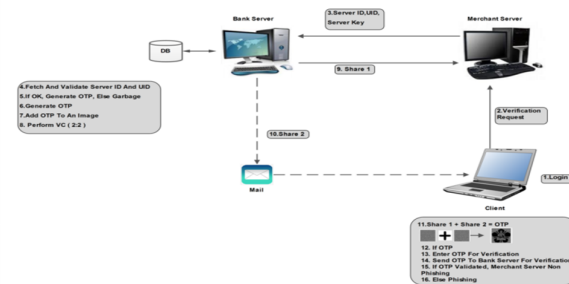 3.Server ID,UID,
Server Key
Bank Server
Merchant Server
DB
9. Share 1
4.Fetch And Validate Server ID And UID
5.If OK, Generate OTP, Else Garbage
6.Generate OTP
7.Add OTP To An Image
8. Perform VC ( 2:2 )
2.Verification
Request
10.Share 2
Mail
1.Login
Client
11.Share 1 + Share 2 = OTP
12. If OTP
13. Enter OTP For Verification
14. Send OTP To Bank Server For Verification
15. If OTP Validated, Merchant Server Non
Phishing
16. Else Phishing